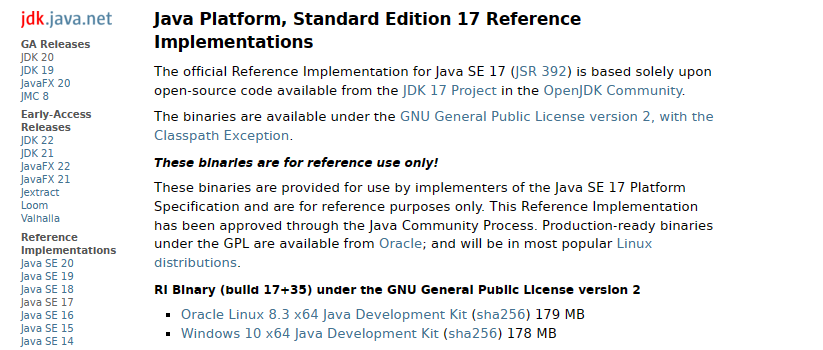 jdk.java.net
GA Releases
JDK 20
JDK 19
JavaFX 20
JMC 8
Early-Access
Releases
JDK 22
JDK 21
JavaFX 22
JavaFX 21
Jextract
Loom
Valhalla
Reference
Implementations
Java SE 20
Java SE 19
Java SE 18
Java SE 17
Java SE 16
Java SE 15
Java SE 14
Java Platform, Standard Edition 17 Reference
Implementations
The official Reference Implementation for Java SE 17 (JSR 392) is based solely upon
open-source code available from the JDK 17 Project in the OpenJDK Community.
The binaries are available under the GNU General Public License version 2, with the
Classpath Exception.
These binaries are for reference use only!
These binaries are provided for use by implementers of the Java SE 17 Platform
Specification and are for reference purposes only. This Reference Implementation
has been approved through the Java Community Process. Production-ready binaries
under the GPL are available from Oracle; and will be in most popular Linux
distributions.
RI Binary (build 17+35) under the GNU General Public License version 2
▪ Oracle Linux 8.3 x64 Java Development Kit (sha256) 179 MB
▪ Windows 10 x64 Java Development Kit (sha256) 178 MB